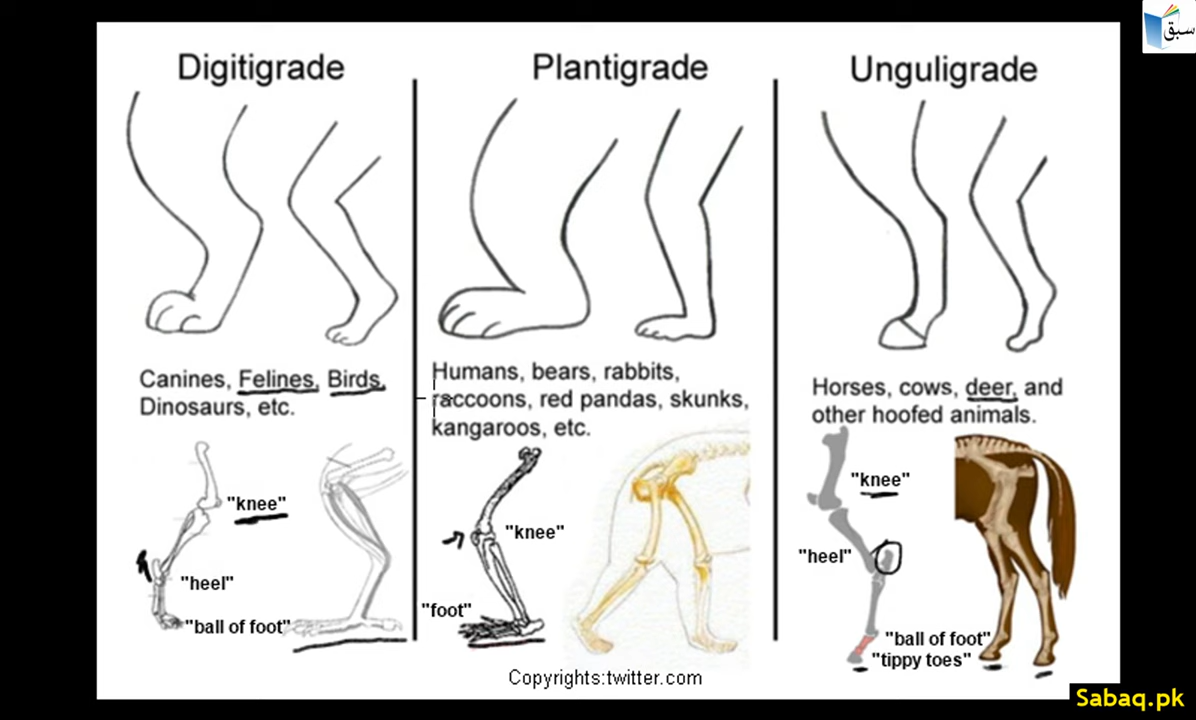 سبق
Digitigrade
Canines, Felines, Birds,
Dinosaurs, etc.
"knee"
"heel"
"ball of foot"
Plantigrade
Humans, bears, rabbits,
raccoons, red pandas, skunks,
kangaroos, etc.
"knee"
"foot"
Unguligrade
Horses, cows, deer, and
other hoofed animals.
"knee"
"heel"
"ball of foot"
"tippy toes"
Copyrights:twitter.com
Sabaq.pk